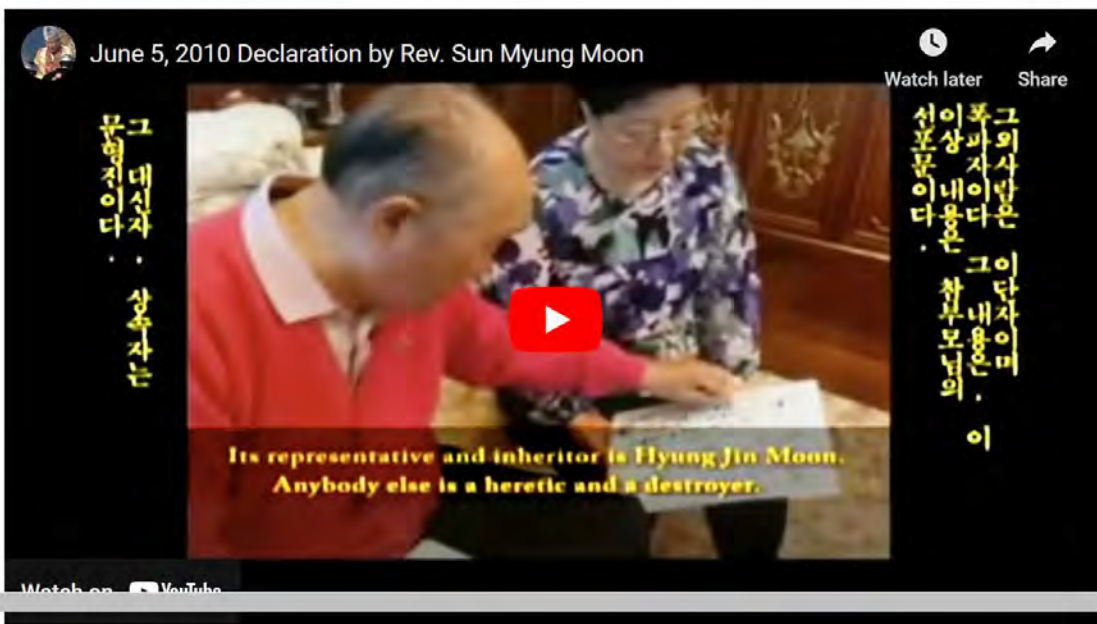 June 5, 2010 Declaration by Rev. Sun Myung Moon
Watch later
Share
그 대신자. 상속자는
문형진이다.
그외사람은 이단자이며
폭파자이다 그 내용은. 이
이상 내용은 참부모님의
선포문이다.
Its representative and inheritor is Hyung Jin Moon.
Anybody else is a heretic and a destroyer.
Watch on YouTube